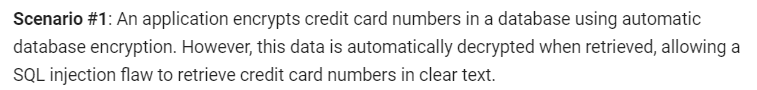 Scenario #1: An application encrypts credit card numbers in a database using automatic
database encryption. However, this data is automatically decrypted when retrieved, allowing a
SQL injection flaw to retrieve credit card numbers in clear text.